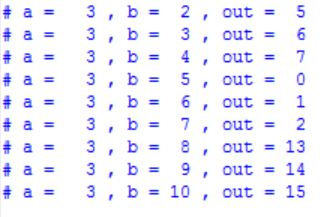 # a =   3 , b =  2 , out =  5
# a =   3 , b =  3 , out =  6
# a =   3 , b =  4 , out =  7
# a =   3 , b =  5 , out =  0
# a =   3 , b =  6 , out =  1
# a =   3 , b =  7 , out =  2
# a =   3 , b =  8 , out = 13
# a =   3 , b =  9 , out = 14
# a =   3 , b = 10 , out = 15